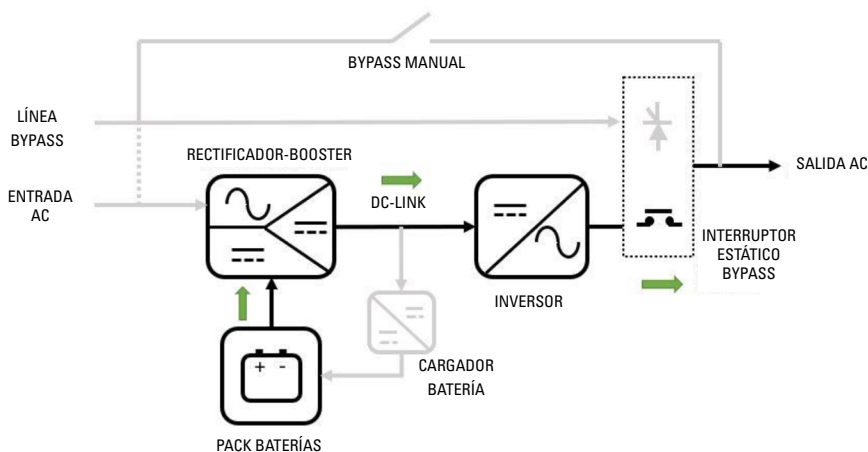 BYPASS MANUAL
LÍNEA
BYPASS
RECTIFICADOR-BOOSTER
SALIDA AC
ENTRADA
AC
DC-LINK
INTERRUPTOR
ESTÁTICO
BYPASS
INVERSOR
+ -
CARGADOR
BATERÍA
PACK BATERÍAS